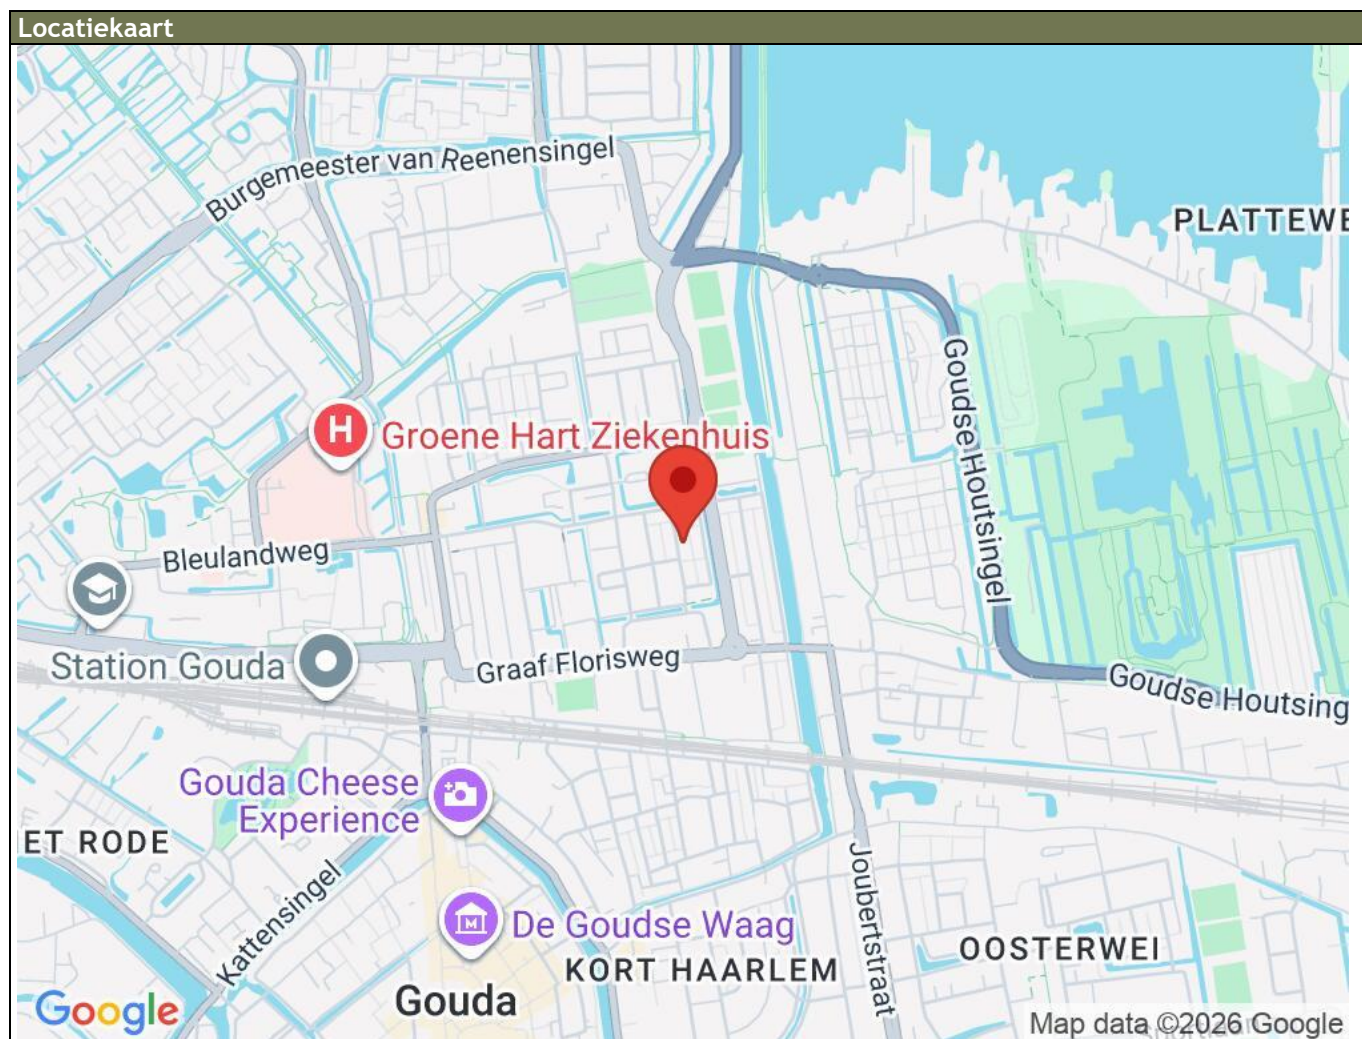 Locatiekaart
Burgemeester van Reenensingel
PLATTEWE
Goudse Houtsingel
H
Groene Hart Ziekenhuis
Bleulandweg
Station Gouda
Graaf Florisweg
Goudse Houtsing
Gouda Cheese
Experience
ET RODE
Kattensingel
Joubertstraat
M
De Goudse Waag
OOSTERWEI
KORT HAARLEM
Gouda
Google
Map data ©2026 Google